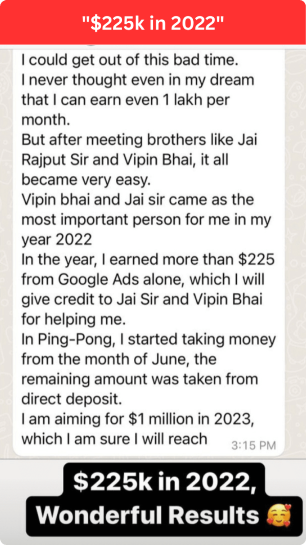 "$225k in 2022"
I could get out of this bad time.
I never thought even in my dream
that I can earn even 1 lakh per
month.
But after meeting brothers like Jai
Rajput Sir and Vipin Bhai, it all
became very easy.
Vipin bhai and Jai sir came as the
most important person for me in my
year 2022
In the year, I earned more than $225
from Google Ads alone, which I will
give credit to Jai Sir and Vipin Bhai
for helping me.
In Ping-Pong, I started taking money
from the month of June, the
remaining amount was taken from
direct deposit.
I am aiming for $1 million in 2023,
which I am sure I will reach
3:15 PM
$225k in 2022,
Wonderful Results 🥰